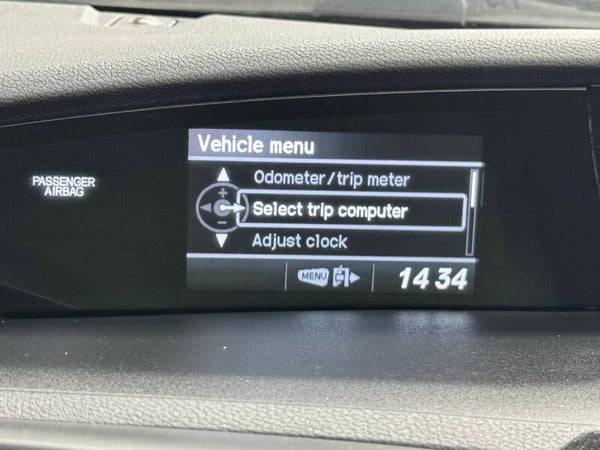 Vehicle menu
PASSENGER
AIRBAG
Odometer/trip meter
Select trip computer
Adjust clock
MENU
14 34